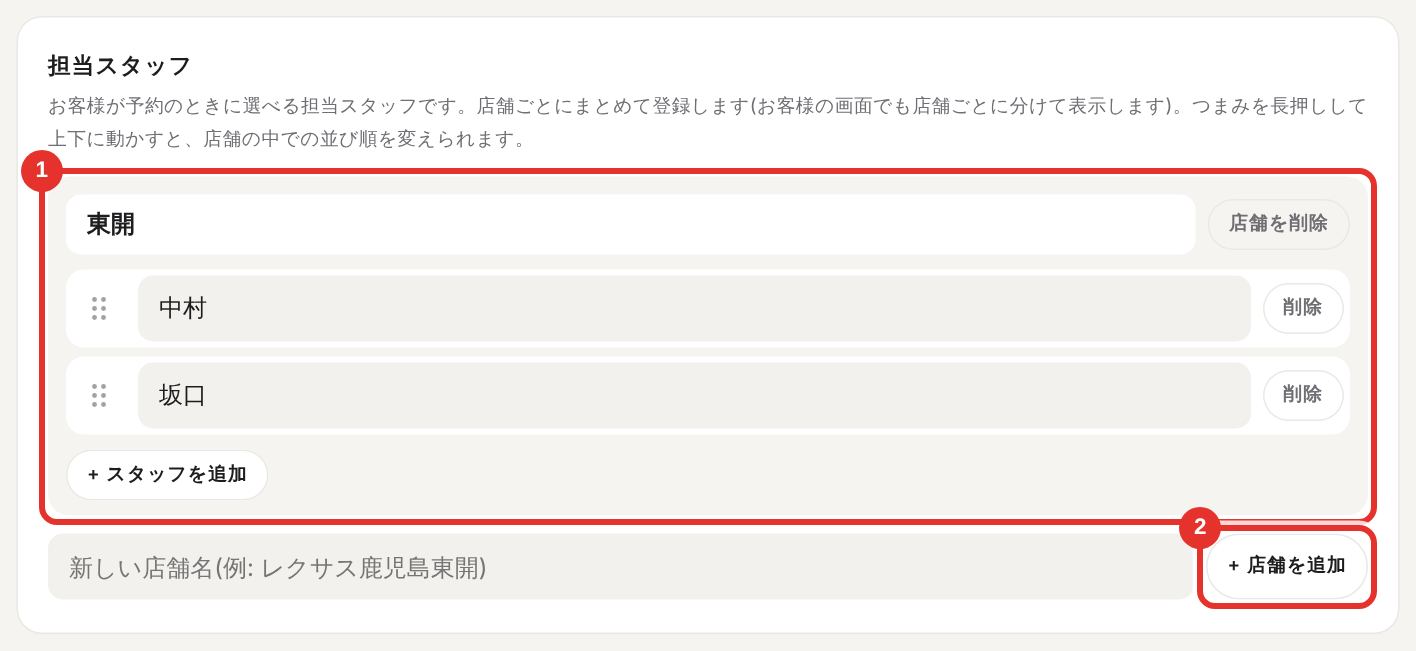 担当スタッフ
お客様が予約のときに選べる担当スタッフです。店舗ごとにまとめて登録します(お客様の画面でも店舗ごとに分けて表示します)。つまみを長押しして
上下に動かすと、店舗の中での並び順を変えられます。
1
東開
店舗を削除
中村
削除
坂口
削除
+ スタッフを追加
2
新しい店舗名(例: レクサス鹿児島東開)
+ 店舗を追加